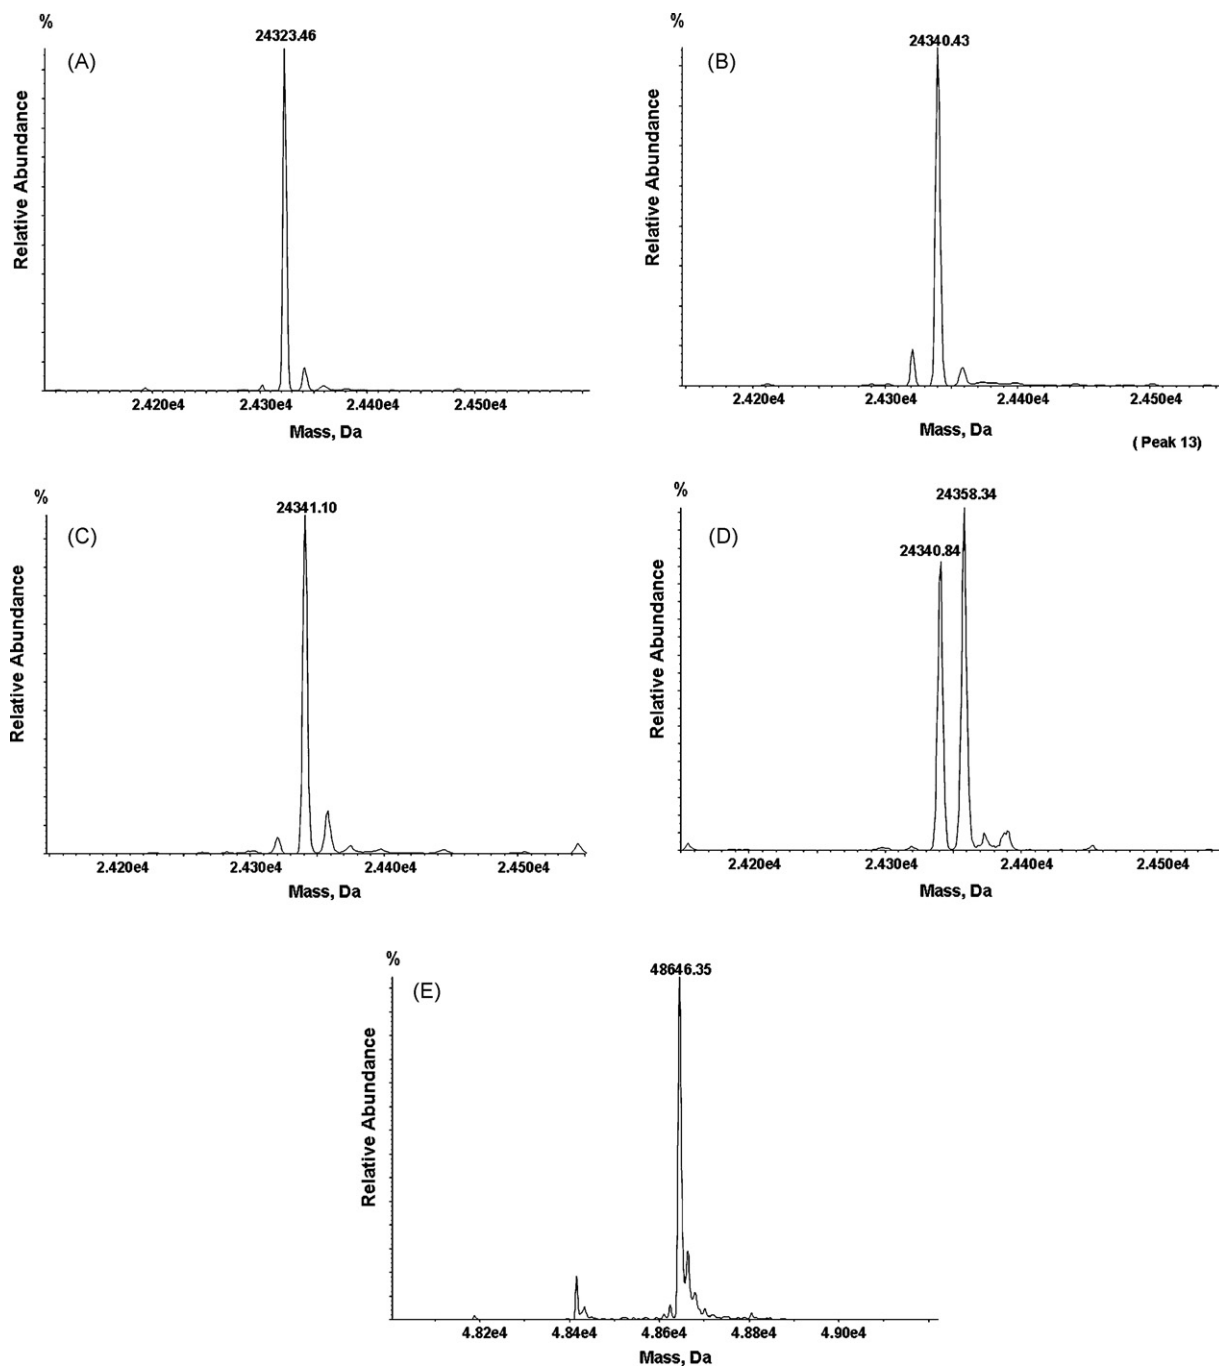 %
24323.46
(A)
Relative Abundance
2.420e4 2.430e4 2.440e4 2.450e4
Mass, Da
%
24340.43
(B)
Relative Abundance
2.420e4 2.430e4 2.440e4 2.450e4
Mass, Da
( Peak 13)
%
24341.10
(C)
Relative Abundance
2.420e4 2.430e4 2.440e4 2.450e4
Mass, Da
%
24358.34
(D)
24340.84
Relative Abundance
2.420e4 2.430e4 2.440e4 2.450e4
Mass, Da
%
48646.35
(E)
Relative Abundance
4.82e4 4.84e4 4.86e4 4.88e4 4.90e4
Mass, Da